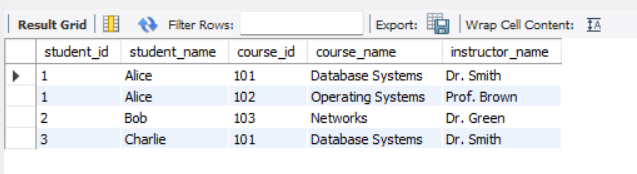 Result Grid Filter Rows: Export: Wrap Cell Content: IA
student_id student_name course_id course_name instructor_name
1 Alice 101 Database Systems Dr. Smith
1 Alice 102 Operating Systems Prof. Brown
2 Bob 103 Networks Dr. Green
3 Charlie 101 Database Systems Dr. Smith